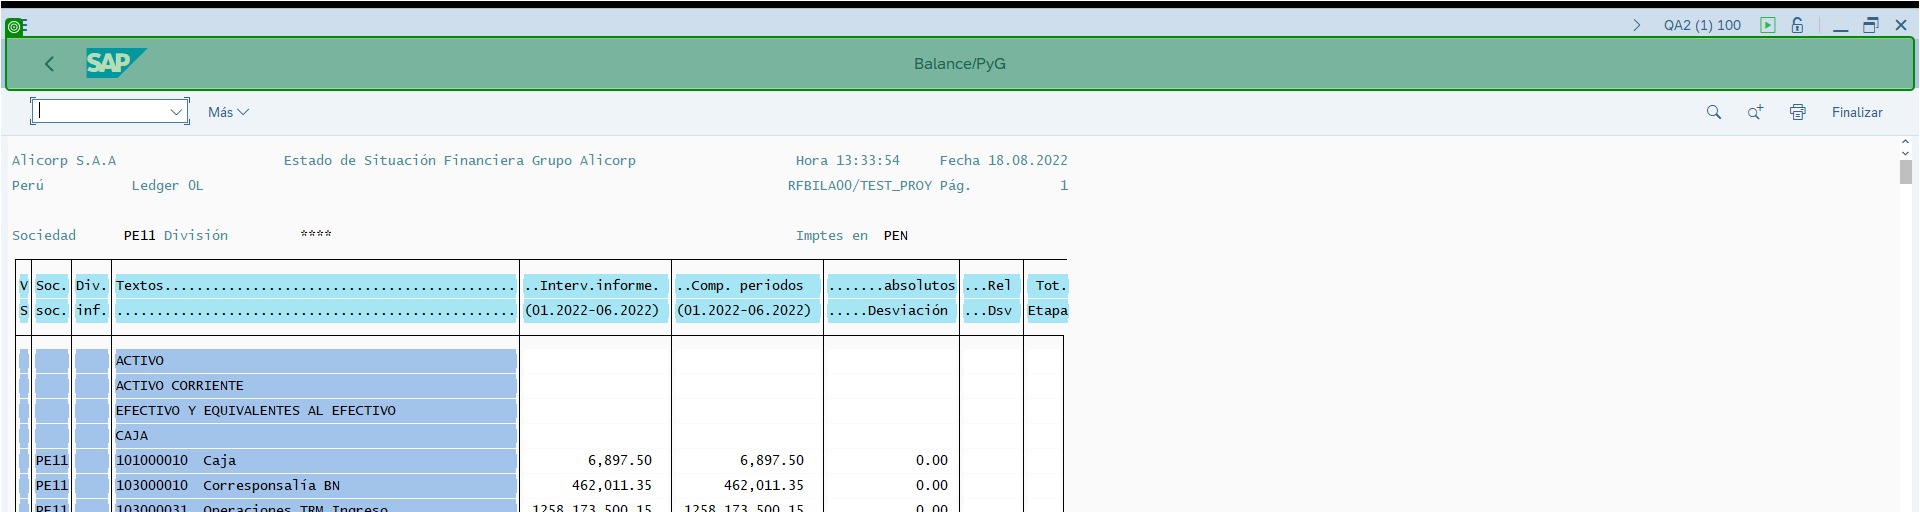 QA2 (1) 100
SAP Balance/PyG
Más Finalizar
Alicorp S.A.A Estado de Situación Financiera Grupo Alicorp Hora 13:33:54 Fecha 18.08.2022
Perú Ledger 0L RFBILA00/TEST_PROY Pág. 1
Sociedad PE11 División **** Imptes en PEN
V Soc. Div. Textos............................................ ..Interv.informe. ..Comp. periodos .......absolutos ...Rel Tot.
S soc. inf. .................................................. (01.2022-06.2022) (01.2022-06.2022) .....Desviación ...Dsv Etapa
ACTIVO
ACTIVO CORRIENTE
EFECTIVO Y EQUIVALENTES AL EFECTIVO
CAJA
PE11 101000010 Caja 6,897.50 6,897.50 0.00
PE11 103000010 Corresponsalía BN 462,011.35 462,011.35 0.00
PE11 103000031 Operaciones TRM Ingreso 1258,173,500.15 1258,173,500.15 0.00